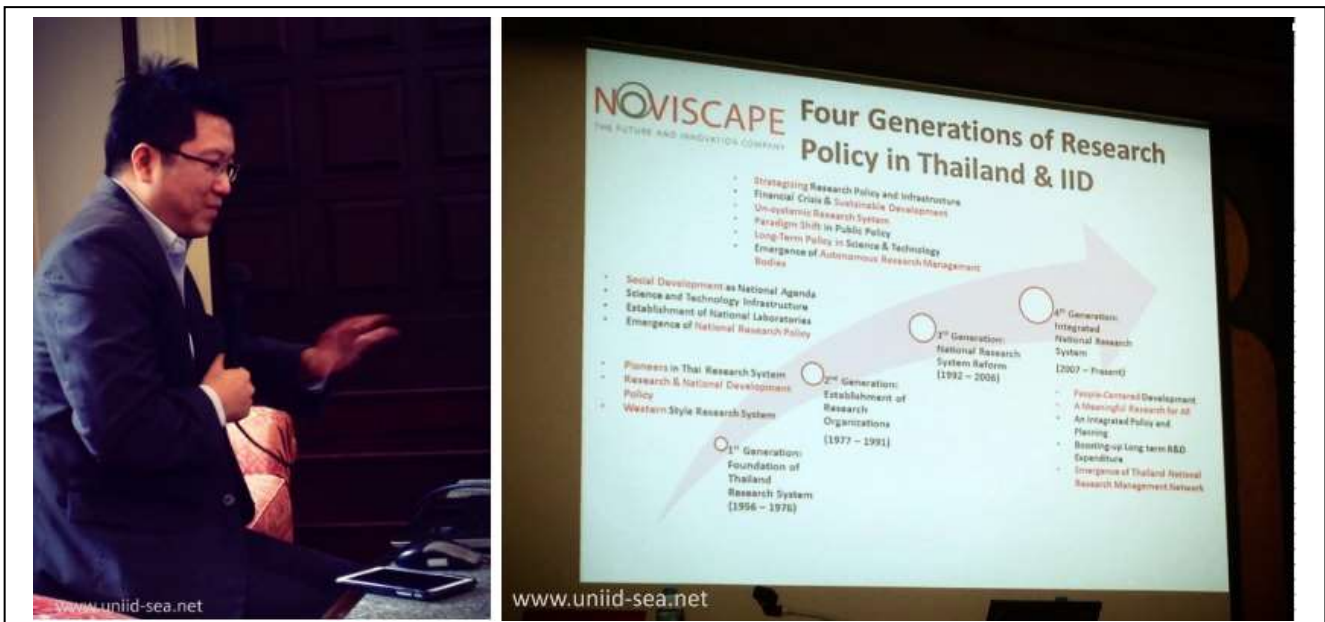 www.uniid-sea.net
NOVISCAPE
THE FUTURE AND INNOVATION COMPANY
Four Generations of Research
Policy in Thailand & IID
• Strategizing Research Policy and Infrastructure
• Financial Crisis & Sustainable Development
• Un-systemic Research System
• Paradigm Shift in Public Policy
• Long-Term Policy in Science & Technology
• Emergence of Autonomous Research Management
Bodies
• Social Development as National Agenda
• Science and Technology Infrastructure
• Establishment of National Laboratories
• Emergence of National Research Policy
• Pioneers in Thai Research System
• Research & National Development
Policy
• Western Style Research System
1st Generation:
Foundation of
Thailand
Research System
(1956 – 1976)
2nd Generation:
Establishment of
Research
Organizations
(1977 – 1991)
3rd Generation:
National Research
System Reform
(1992 – 2006)
4th Generation:
Integrated
National Research
System
(2007 – Present)
• People-Centered Development
• A Meaningful Research for All
• An Integrated Policy and
Planning
• Boosting-up Long term R&D
Expenditure
• Emergence of Thailand National
Research Management Network
www.uniid-sea.net